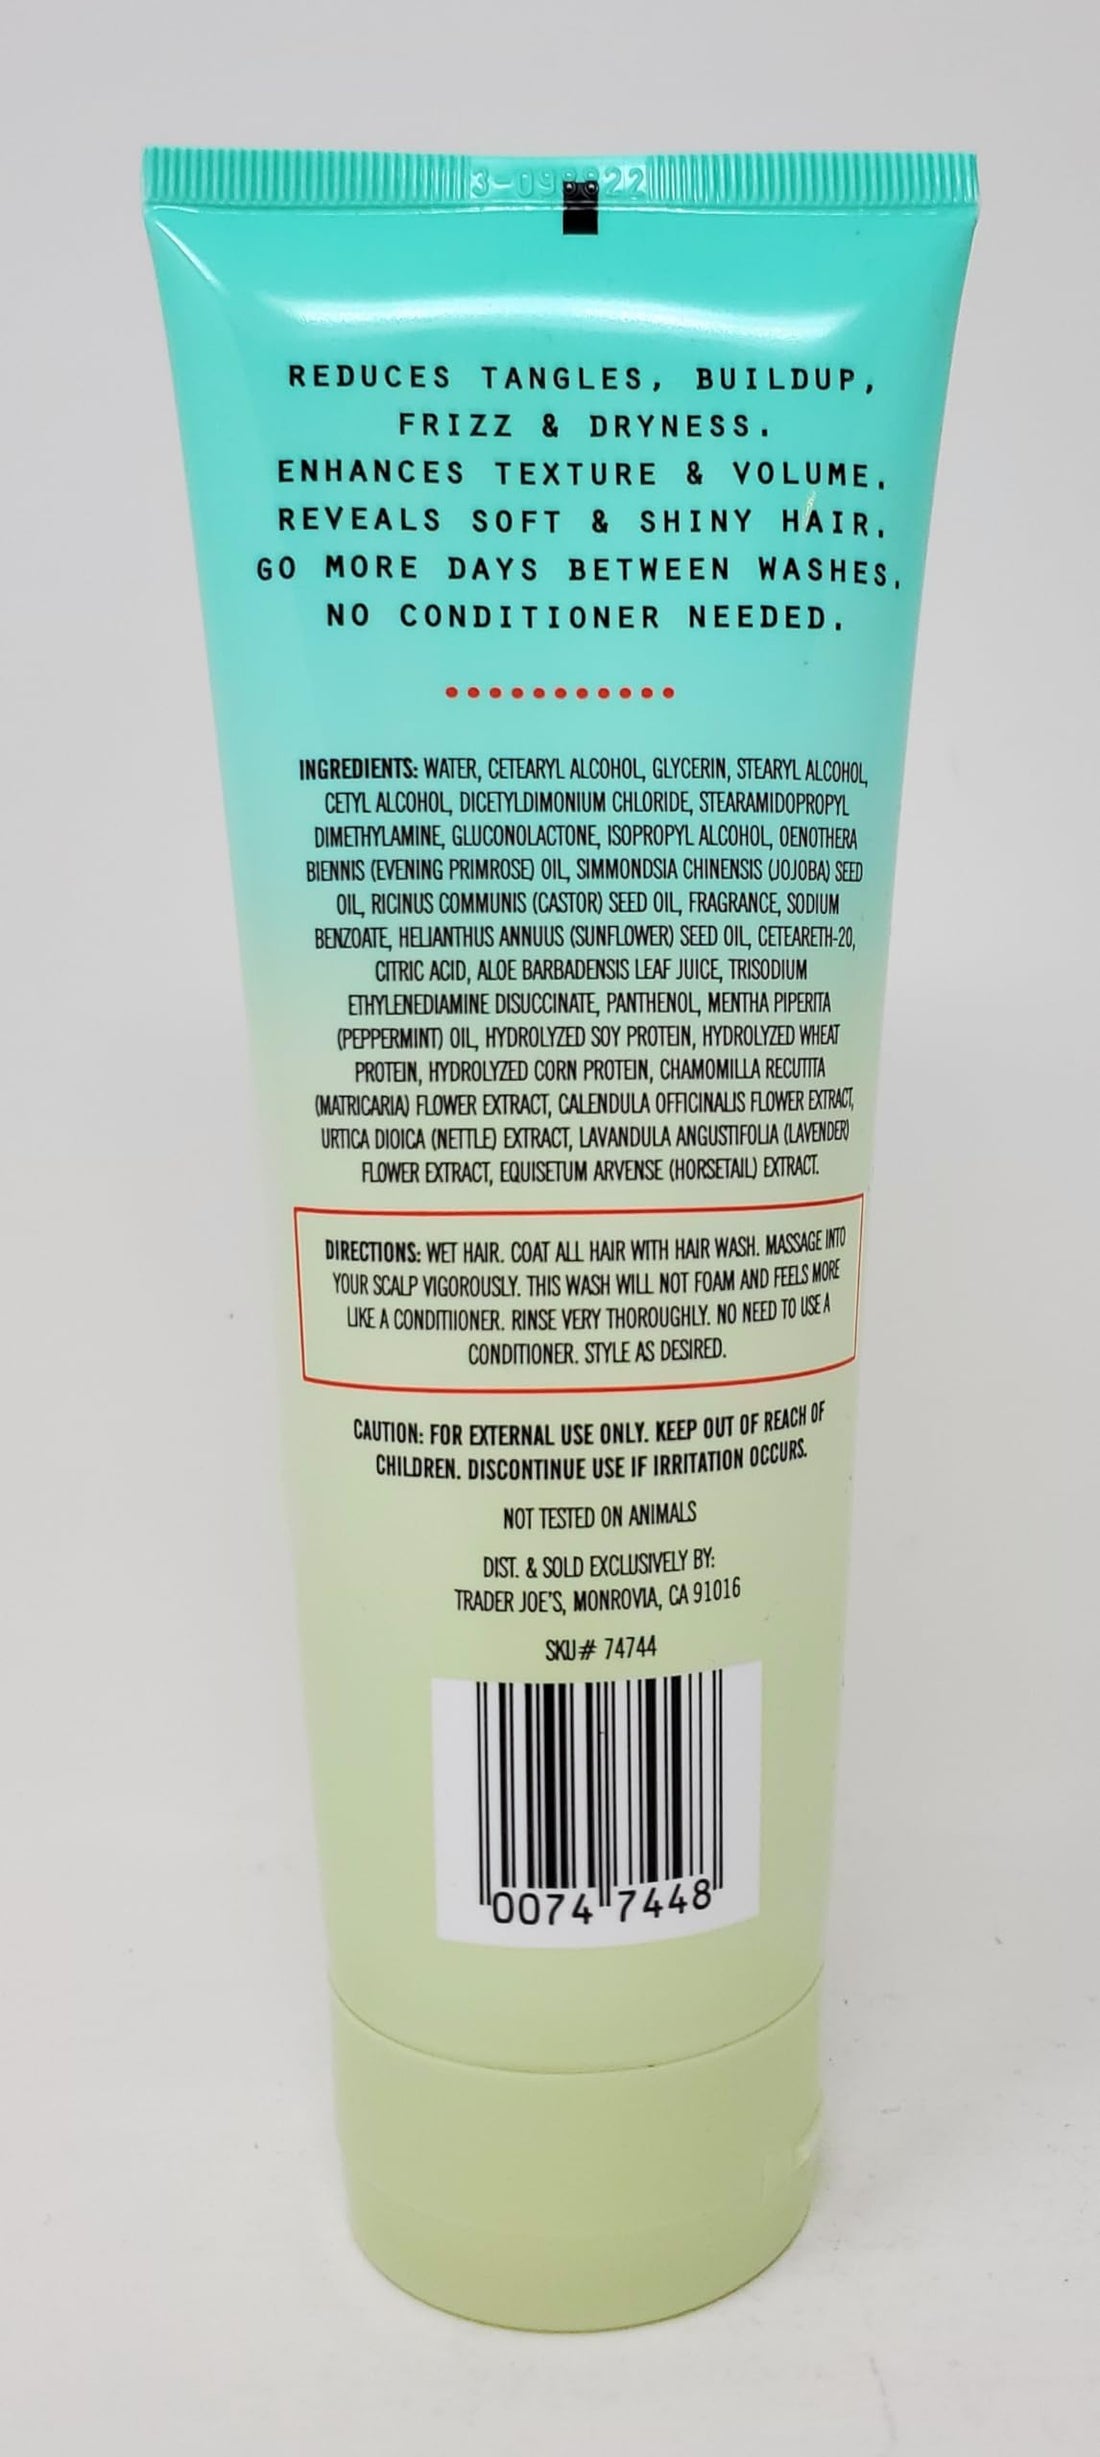 REDUCES TANGLES, BUILDUP,
FRIZZ & DRYNESS.
ENHANCES TEXTURE & VOLUME.
REVEALS SOFT & SHINY HAIR.
GO MORE DAYS BETWEEN WASHES.
NO CONDITIONER NEEDED.
INGREDIENTS: WATER, CETEARYL ALCOHOL, GLYCERIN, STEARYL ALCOHOL,
CETYL ALCOHOL, DICETYLDIMONIUM CHLORIDE, STEARAMIDOPROPYL
DIMETHYLAMINE, GLUCONOLACTONE, ISOPROPYL ALCOHOL, OENOTHERA
BIENNIS (EVENING PRIMROSE) OIL, SIMMONDSIA CHINENSIS (JOJOBA) SEED
OIL, RICINUS COMMUNIS (CASTOR) SEED OIL, FRAGRANCE, SODIUM
BENZOATE, HELIANTHUS ANNUUS (SUNFLOWER) SEED OIL, CETEARETH-20,
CITRIC ACID, ALOE BARBADENSIS LEAF JUICE, TRISODIUM
ETHYLENEDIAMINE DISUCCINATE, PANTHENOL, MENTHA PIPERITA
(PEPPERMINT) OIL, HYDROLYZED SOY PROTEIN, HYDROLYZED WHEAT
PROTEIN, HYDROLYZED CORN PROTEIN, CHAMOMILLA RECUTITA
(MATRICARIA) FLOWER EXTRACT, CALENDULA OFFICINALIS FLOWER EXTRACT,
URTICA DIOICA (NETTLE) EXTRACT, LAVANDULA ANGUSTIFOLIA (LAVENDER)
FLOWER EXTRACT, EQUISETUM ARVENSE (HORSETAIL) EXTRACT.
DIRECTIONS: WET HAIR. COAT ALL HAIR WITH HAIR WASH. MASSAGE INTO
YOUR SCALP VIGOROUSLY. THIS WASH WILL NOT FOAM AND FEELS MORE
LIKE A CONDITIIONER. RINSE VERY THOROUGHLY. NO NEED TO USE A
CONDITIONER. STYLE AS DESIRED.
CAUTION: FOR EXTERNAL USE ONLY. KEEP OUT OF REACH OF
CHILDREN. DISCONTINUE USE IF IRRITATION OCCURS.
NOT TESTED ON ANIMALS
DIST. & SOLD EXCLUSIVELY BY:
TRADER JOE'S, MONROVIA, CA 91016
SKU# 74744
0074 7448